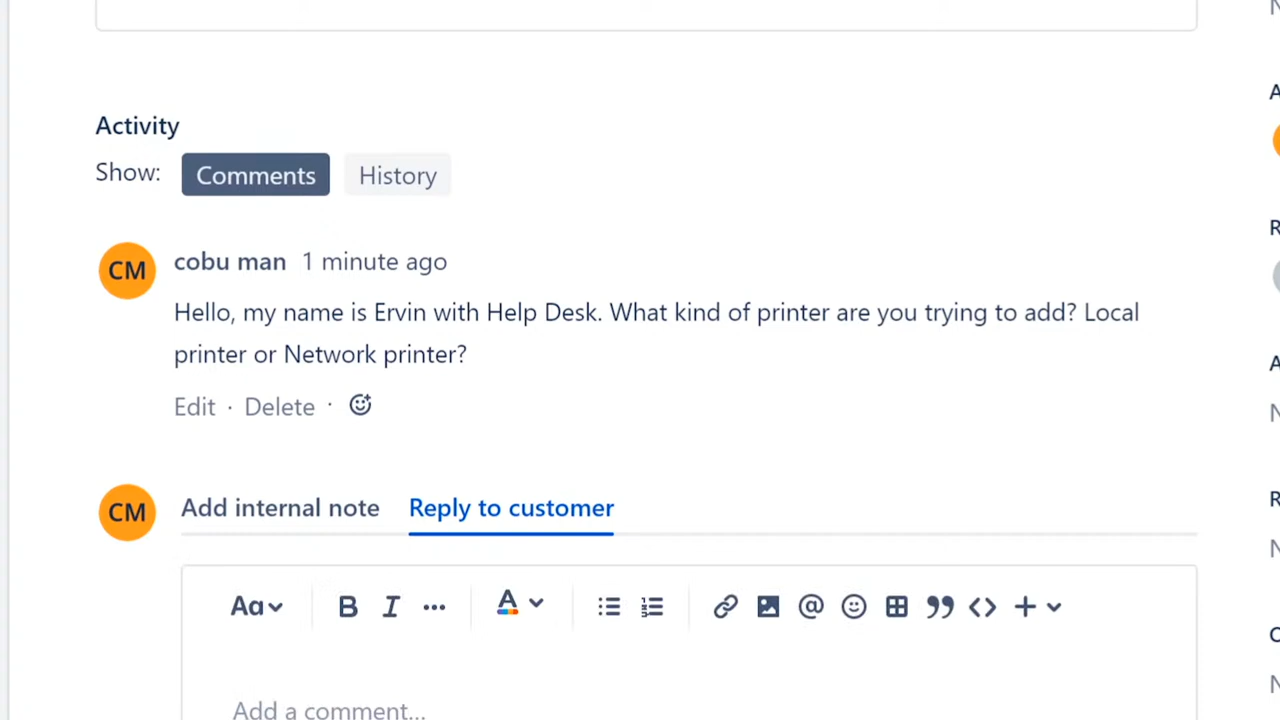 Activity
Show: Comments History
CM cobu man 1 minute ago
Hello, my name is Ervin with Help Desk. What kind of printer are you trying to add? Local
printer or Network printer?
Edit · Delete ·
CM Add internal note Reply to customer
Aa B I ... A
Add a comment...